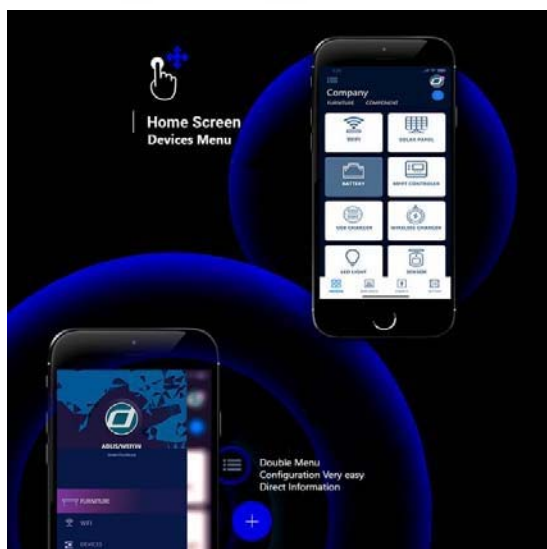 Home Screen
Devices Menu
Company
FURNITURE COMPONENT
WIFI
SOLAR PANEL
BATTERY
MPPT CONTROLER
USB CHARGER
WIRELESS CHARGER
LED LIGHT
SENSOR
FURNITURE
WIFI
DEVICES
Double Menu
Configuration Very easy
Direct Information